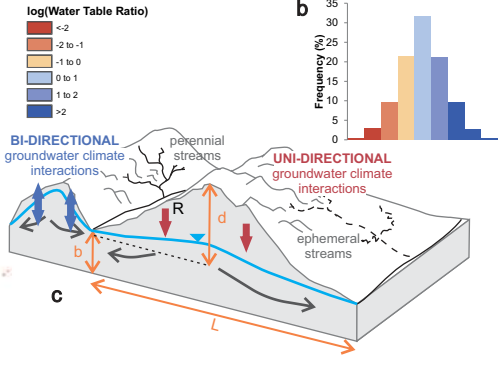 log(Water Table Ratio)
<-2
-2 to -1
-1 to 0
0 to 1
1 to 2
>2
b
Frequency (%)
35
30
25
20
15
10
5
0
BI-DIRECTIONAL
groundwater climate
interactions
perennial
streams
UNI-DIRECTIONAL
groundwater climate
interactions
R
d
b
ephemeral
streams
c
L